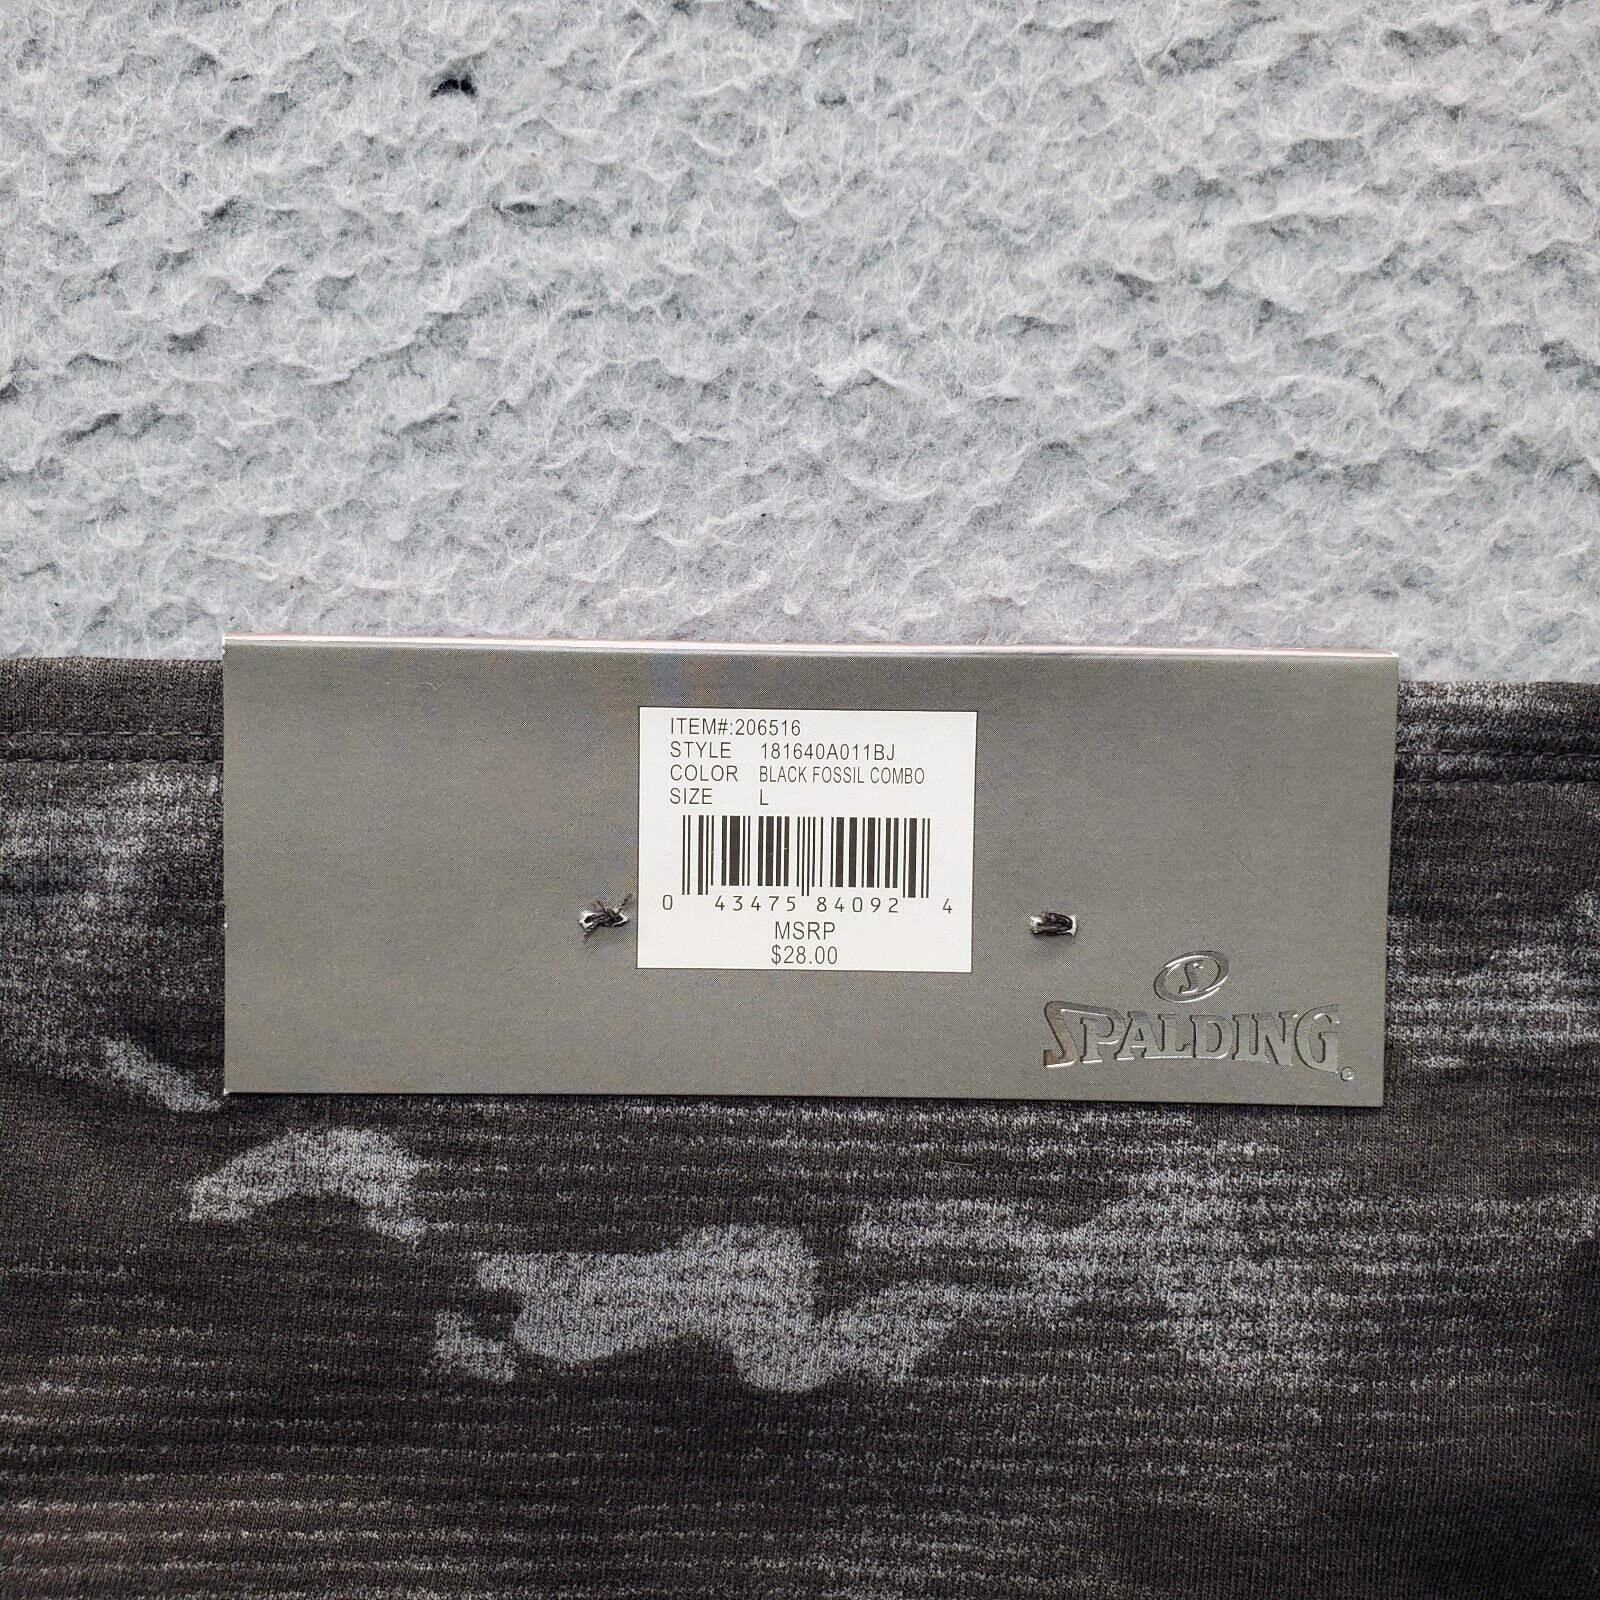 ITEM#:206516
STYLE 181640A011BJ
COLOR BLACK FOSSIL COMBO
SIZE L
0 43475 84092 4
MSRP
$28.00
S
SPALDING